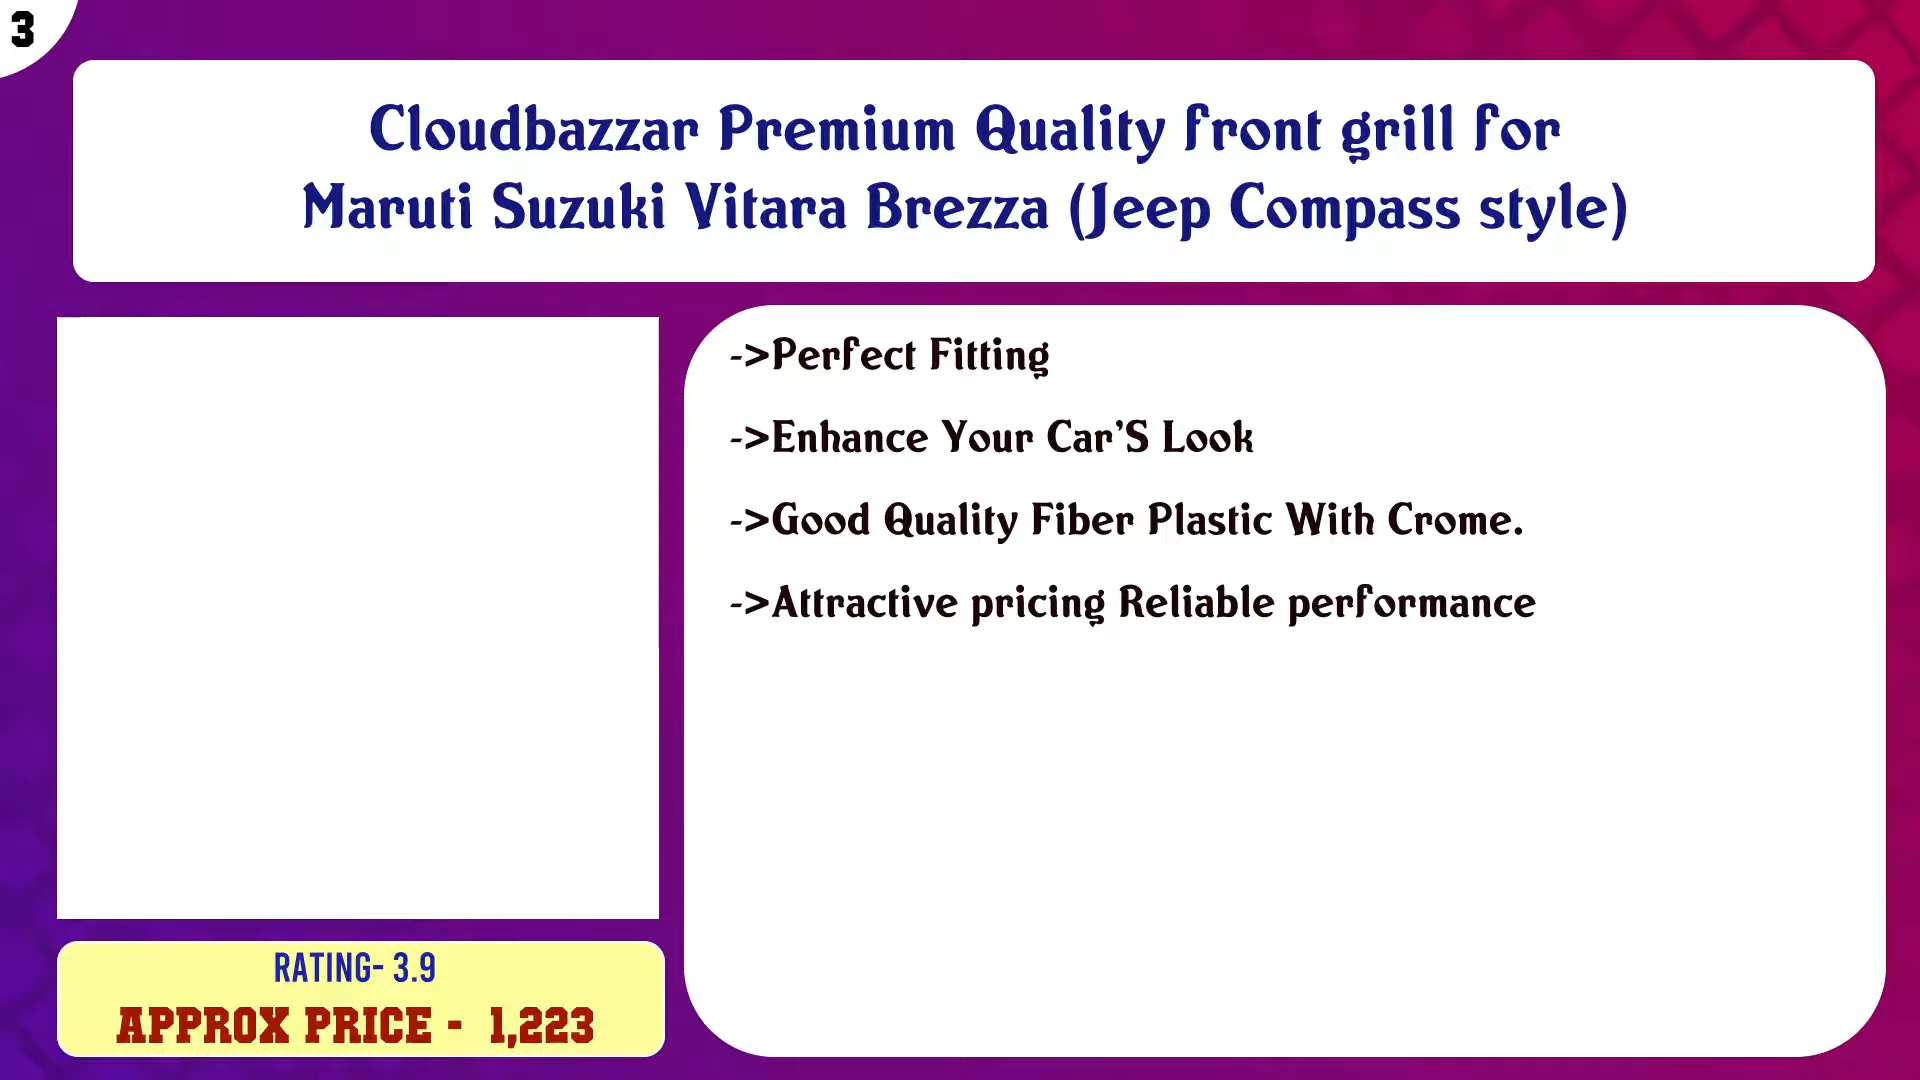 3
Cloudbazzar Premium Quality front grill for
Maruti Suzuki Vitara Brezza (Jeep Compass style)
->Perfect Fitting
->Enhance Your Car'S Look
->Good Quality Fiber Plastic With Crome.
->Attractive pricing Reliable performance
RATING- 3.9
APPROX PRICE - 1,223